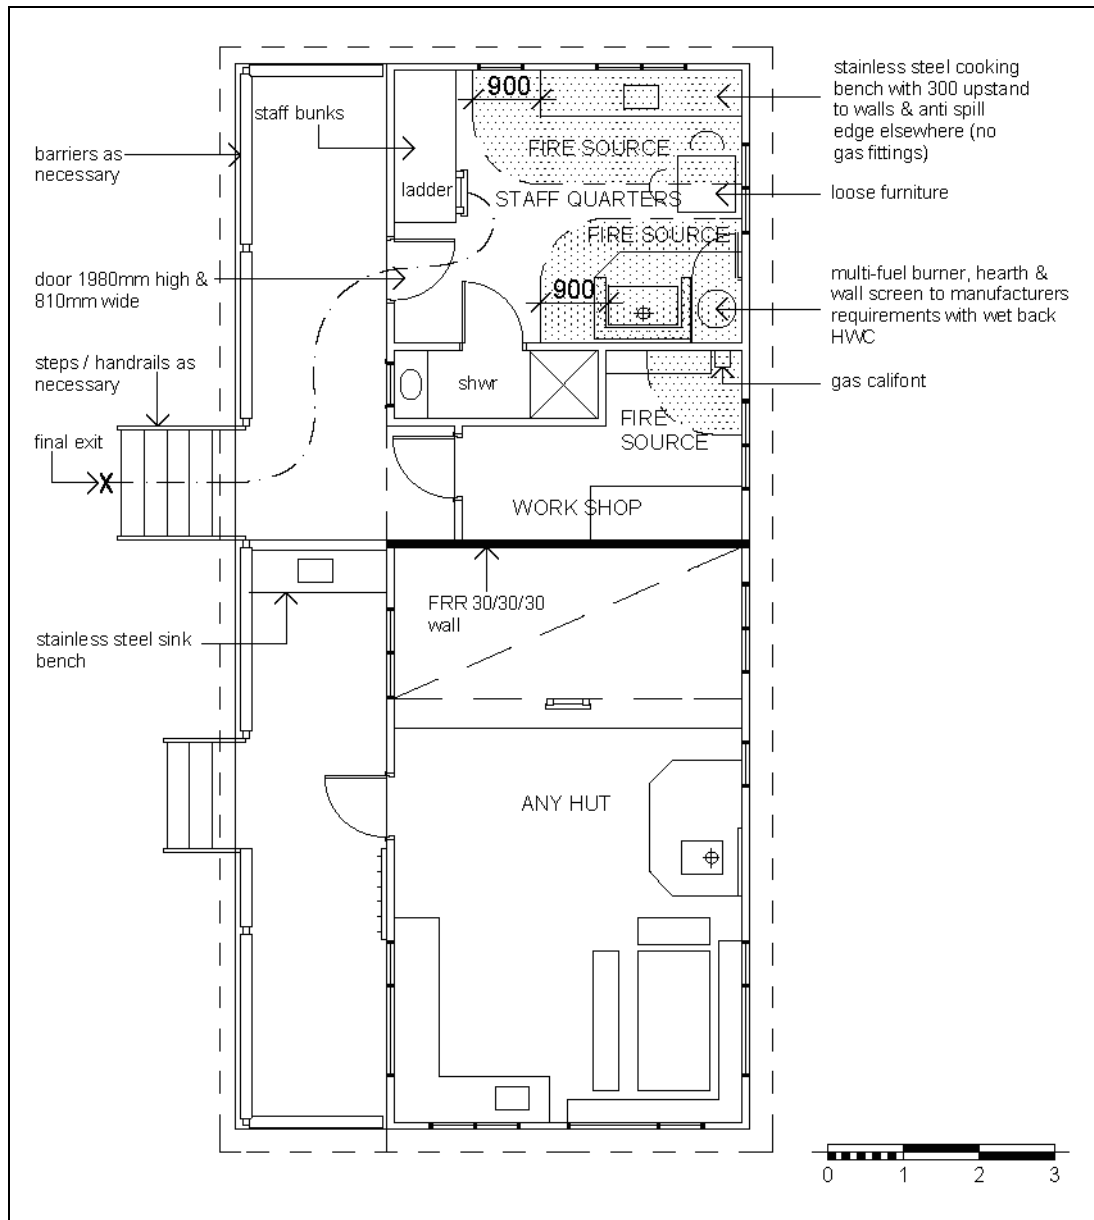 stainless steel cooking
bench with 300 upstand
to walls & anti spill
edge elsewhere (no
gas fittings)
900
staff bunks
barriers as
necessary
FIRE SOURCE
ladder
STAFF QUARTERS
loose furniture
FIRE SOURCE
door 1980mm high &
810mm wide
900
multi-fuel burner, hearth &
wall screen to manufacturers
requirements with wet back
HWC
steps / handrails as
necessary
shwr
gas califont
final exit
X
FIRE
SOURCE
WORK SHOP
FRR 30/30/30
wall
stainless steel sink
bench
ANY HUT
0 1 2 3